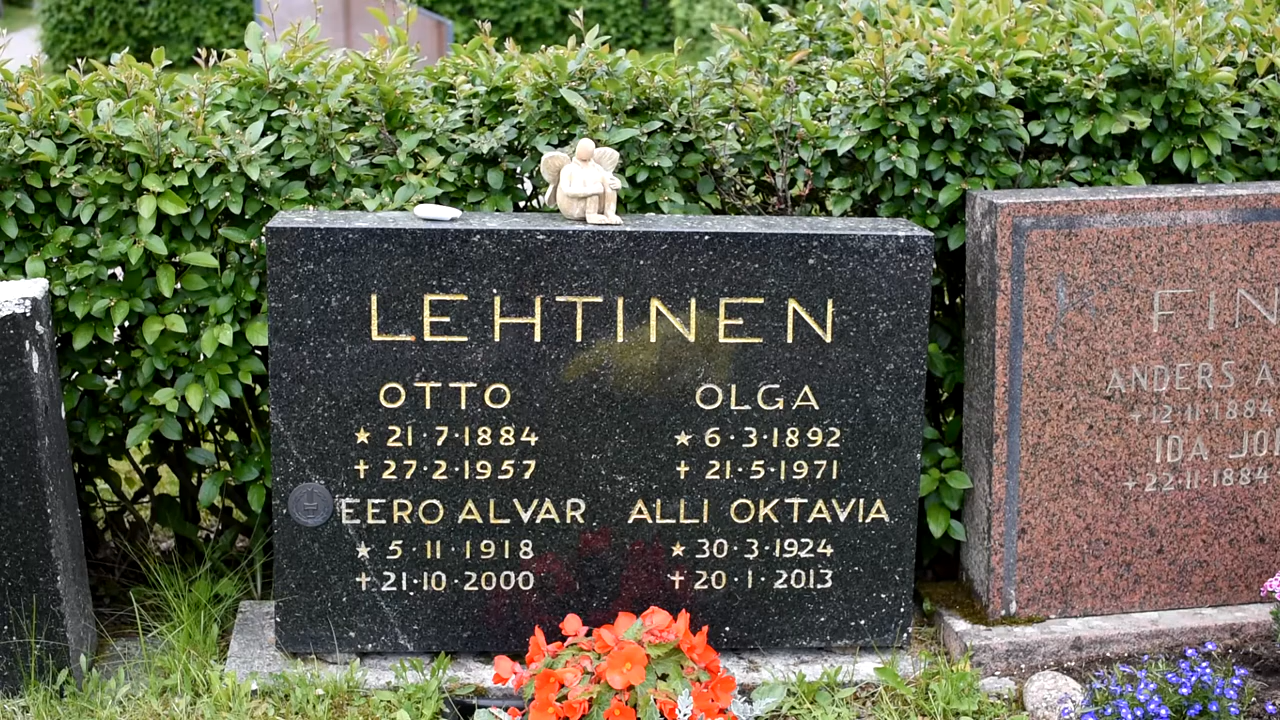 LEHTINEN
OTTO
★ 21·7·1884
✝ 27·2·1957
OLGA
★ 6·3·1892
✝ 21·5·1971
EERO ALVAR
★ 5·11·1918
✝ 21·10·2000
ALLI OKTAVIA
★ 30·3·1924
✝ 20·1·2013
FIN
ANDERS A
12·11·1884
IDA JO
22·11·1884